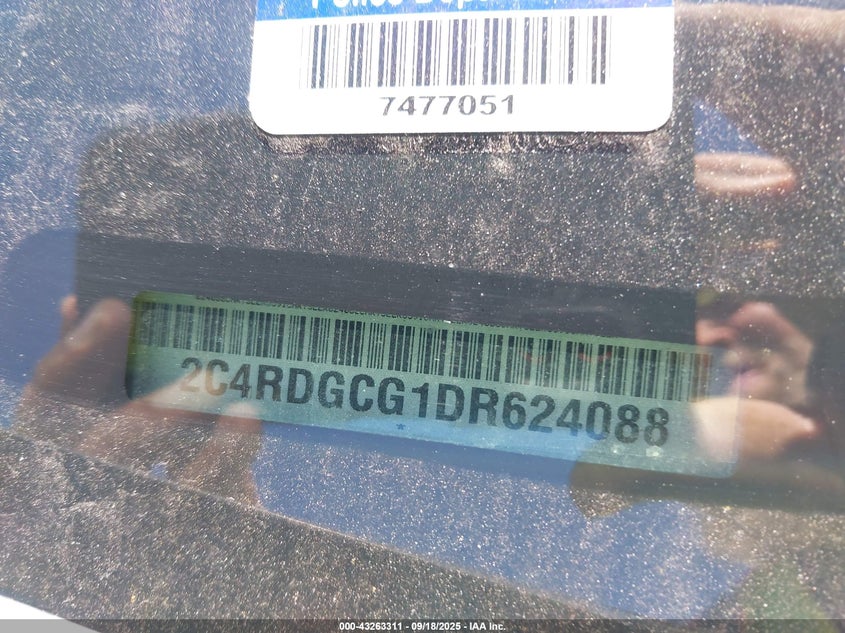 7477051
2C4RDGCG1DR624088
*
000-43263311 | 09/18/2025 | IAA Inc.